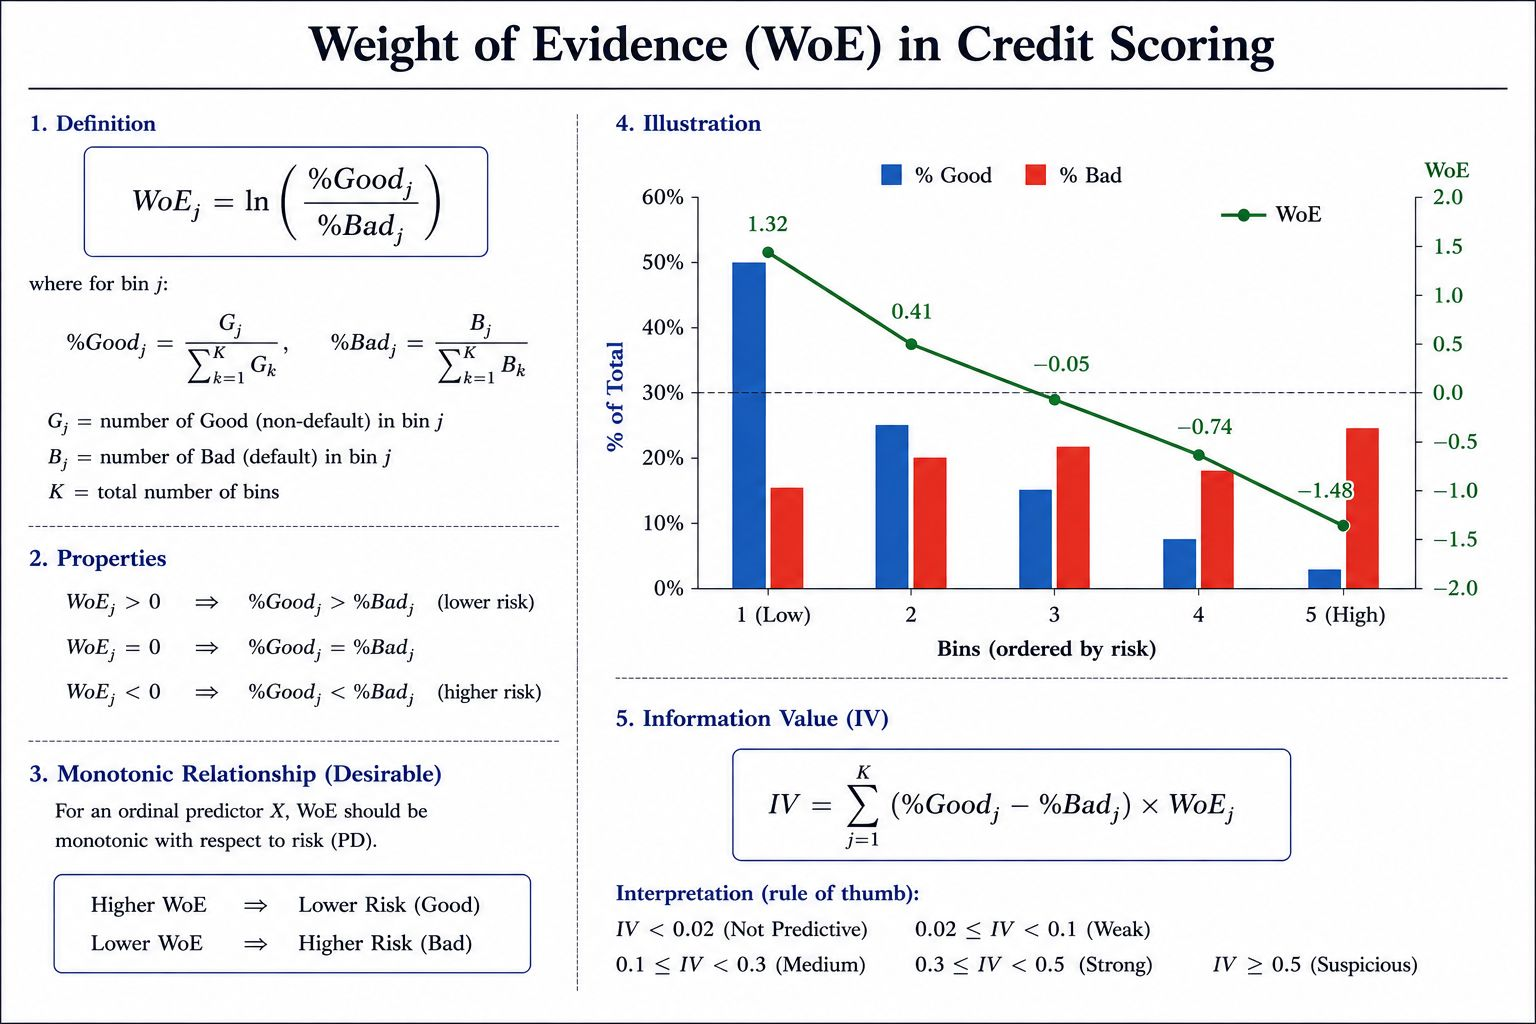 Weight of Evidence (WoE) in Credit Scoring
1. Definition
WoE_j = ln ( %Good_j / %Bad_j )
where for bin j:
%Good_j = G_j / ∑_{k=1}^{K} G_k , %Bad_j = B_j / ∑_{k=1}^{K} B_k
G_j = number of Good (non-default) in bin j
B_j = number of Bad (default) in bin j
K = total number of bins
2. Properties
WoE_j > 0 ⇒ %Good_j > %Bad_j (lower risk)
WoE_j = 0 ⇒ %Good_j = %Bad_j
WoE_j < 0 ⇒ %Good_j < %Bad_j (higher risk)
3. Monotonic Relationship (Desirable)
For an ordinal predictor X, WoE should be
monotonic with respect to risk (PD).
Higher WoE ⇒ Lower Risk (Good)
Lower WoE ⇒ Higher Risk (Bad)
4. Illustration
% Good % Bad
WoE
WoE
% of Total
60%
50%
40%
30%
20%
10%
0%
1.32
0.41
−0.05
−0.74
−1.48
2.0
1.5
1.0
0.5
0.0
−0.5
−1.0
−1.5
−2.0
1 (Low) 2 3 4 5 (High)
Bins (ordered by risk)
5. Information Value (IV)
IV = ∑_{j=1}^{K} (%Good_j − %Bad_j) × WoE_j
Interpretation (rule of thumb):
IV < 0.02 (Not Predictive) 0.02 ≤ IV < 0.1 (Weak)
0.1 ≤ IV < 0.3 (Medium) 0.3 ≤ IV < 0.5 (Strong) IV ≥ 0.5 (Suspicious)